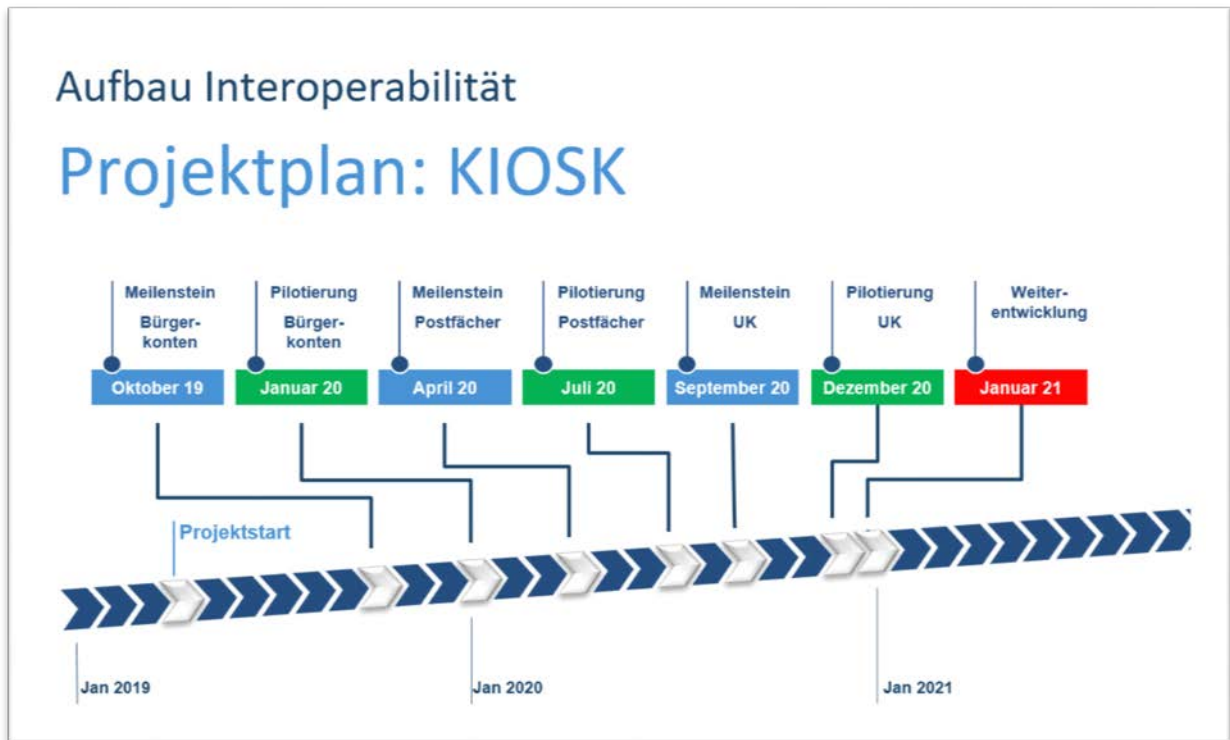 Aufbau Interoperabilität
Projektplan: KIOSK
Meilenstein
Bürger-
konten
Pilotierung
Bürger-
konten
Meilenstein
Postfächer
Pilotierung
Postfächer
Meilenstein
UK
Pilotierung
UK
Weiter-
entwicklung
Oktober 19
Januar 20
April 20
Juli 20
September 20
Dezember 20
Januar 21
Projektstart
Jan 2019
Jan 2020
Jan 2021